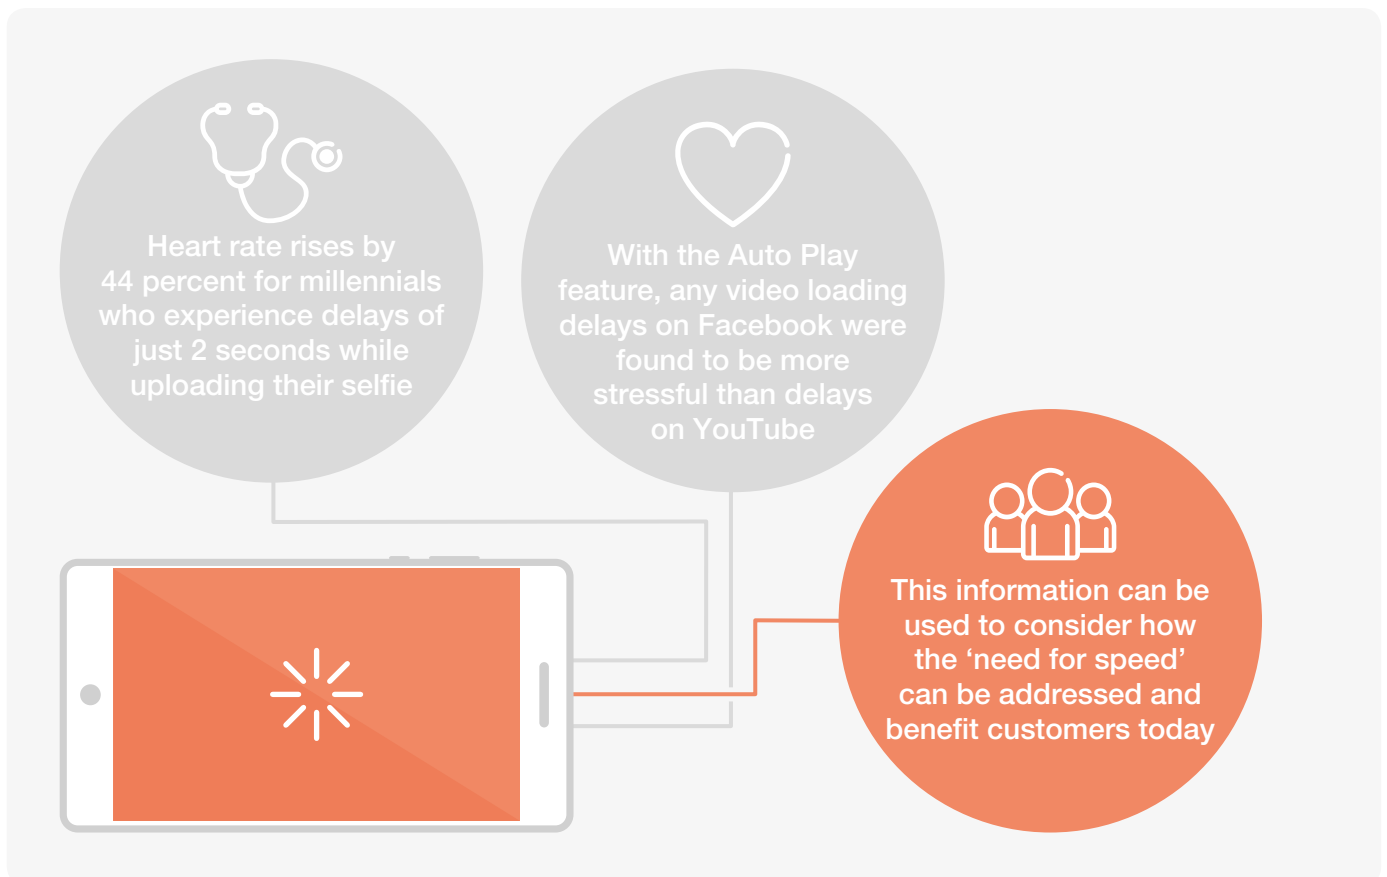 Heart rate rises by
44 percent for millennials
who experience delays of
just 2 seconds while
uploading their selfie
With the Auto Play
feature, any video loading
delays on Facebook were
found to be more
stressful than delays
on YouTube
This information can be
used to consider how
the ‘need for speed’
can be addressed and
benefit customers today